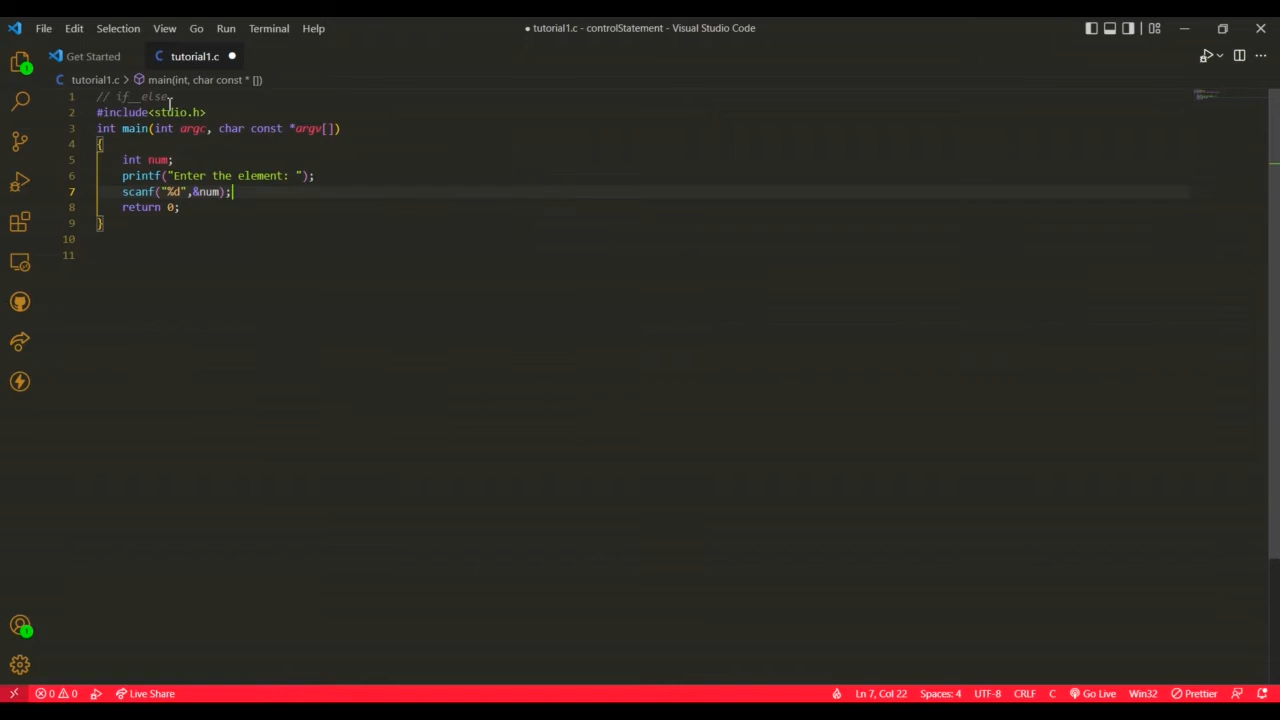 File Edit Selection View Go Run Terminal Help
● tutorial1.c - controlStatement - Visual Studio Code
Get Started
C tutorial1.c ●
C tutorial1.c > main(int, char const * [])
1 // if__else
2 #include<stdio.h>
3 int main(int argc, char const *argv[])
4 {
5 int num;
6 printf("Enter the element: ");
7 scanf("%d",&num);
8 return 0;
9 }
10
11
1
1
0 0 Live Share
Ln 7, Col 22 Spaces: 4 UTF-8 CRLF C Go Live Win32 Prettier